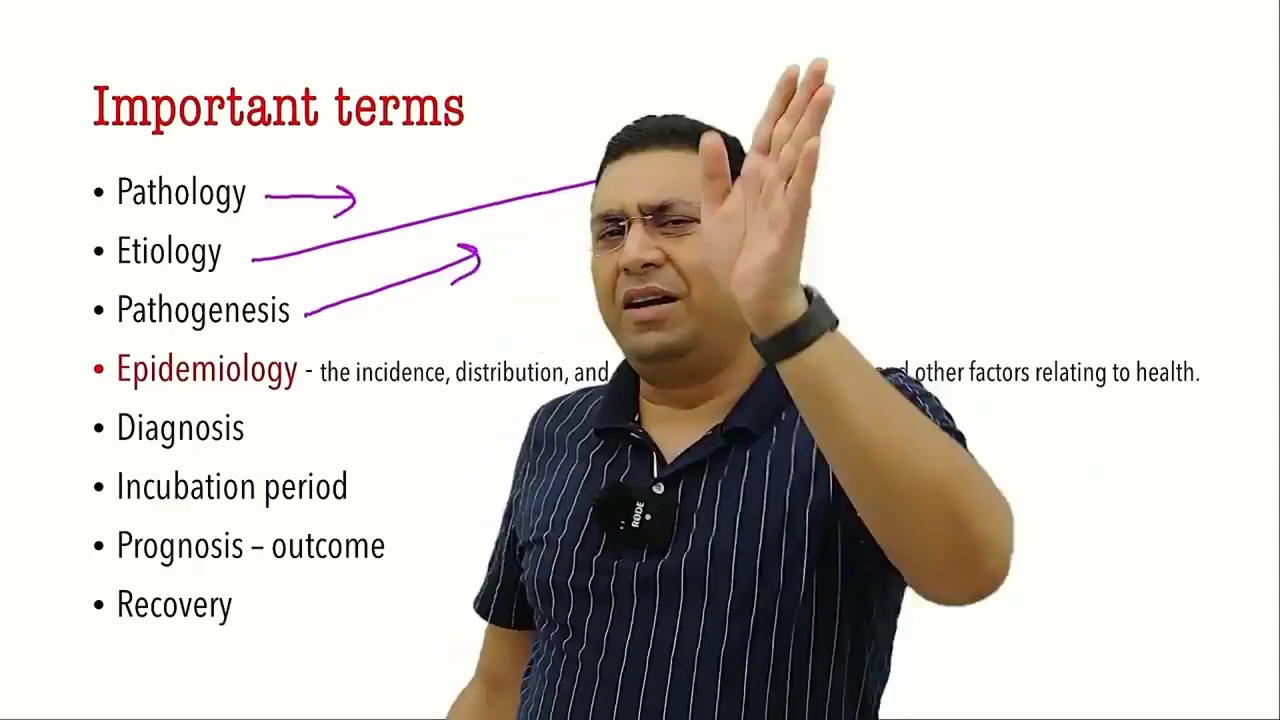 Important terms
• Pathology
• Etiology
• Pathogenesis
• Epidemiology - the incidence, distribution, and other factors relating to health.
• Diagnosis
• Incubation period
• Prognosis – outcome
• Recovery
RODE